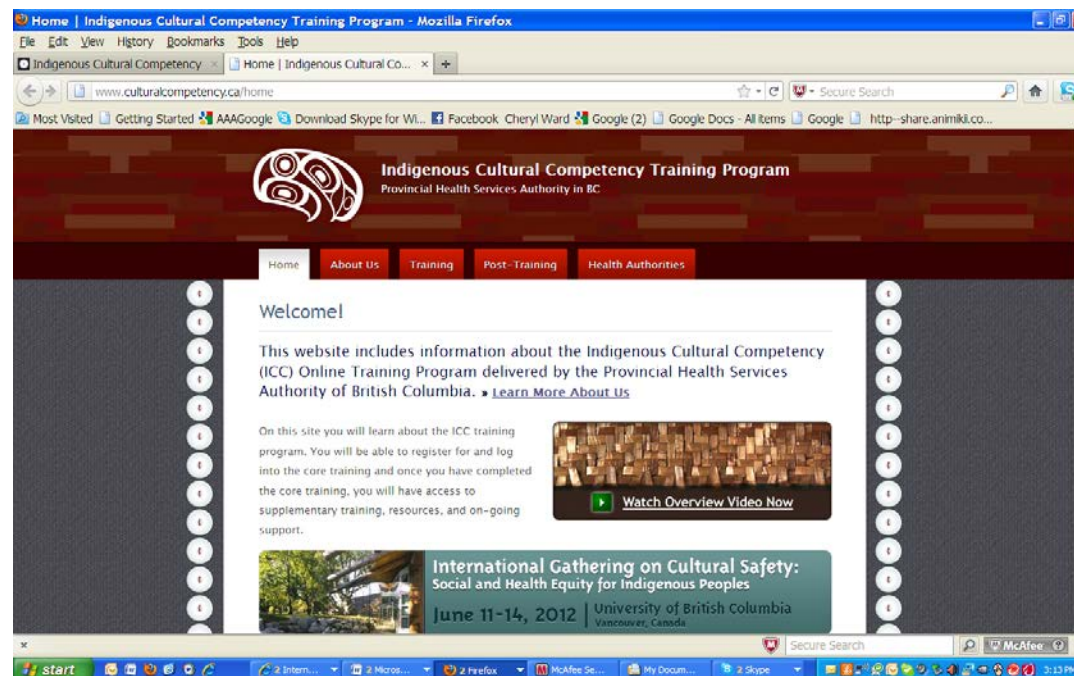 Home | Indigenous Cultural Competency Training Program - Mozilla Firefox
File Edit View History Bookmarks Tools Help
Indigenous Cultural Competency × Home | Indigenous Cultural Co... × +
www.culturalcompetency.ca/home Secure Search
Most Visited Getting Started AAAGoogle Download Skype for Wi... Facebook Cheryl Ward Google (2) Google Docs - All items Google http--share.animiki.co...
Indigenous Cultural Competency Training Program
Provincial Health Services Authority in BC
Home About Us Training Post-Training Health Authorities
Welcome!
This website includes information about the Indigenous Cultural Competency
(ICC) Online Training Program delivered by the Provincial Health Services
Authority of British Columbia. » Learn More About Us
On this site you will learn about the ICC training
program. You will be able to register for and log
into the core training and once you have completed
the core training, you will have access to
supplementary training, resources, and on-going
support.
Watch Overview Video Now
International Gathering on Cultural Safety:
Social and Health Equity for Indigenous Peoples
June 11-14, 2012 | University of British Columbia
Vancouver, Canada
× Secure Search McAfee
start 2 Intern... 2 Micros... 2 Firefox McAfee Se... My Docum... 2 Skype 3:13 PM